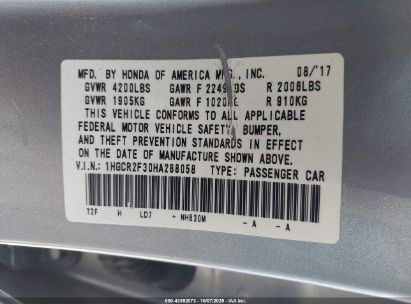 MFD. BY HONDA OF AMERICA MFG., INC. 08/'17
GVWR 4200LBS GAWR F 2249LBS R 2006LBS
GVWR 1905KG GAWR F 1020KG R 910KG
THIS VEHICLE CONFORMS TO ALL APPLICABLE
FEDERAL MOTOR VEHICLE SAFETY, BUMPER,
AND THEFT PREVENTION STANDARDS IN EFFECT
ON THE DATE OF MANUFACTURE SHOWN ABOVE.
V.I.N.: 1HGCR2F30HA288058 TYPE: PASSENGER CAR
T2F H LD7 - NH830M - A - A